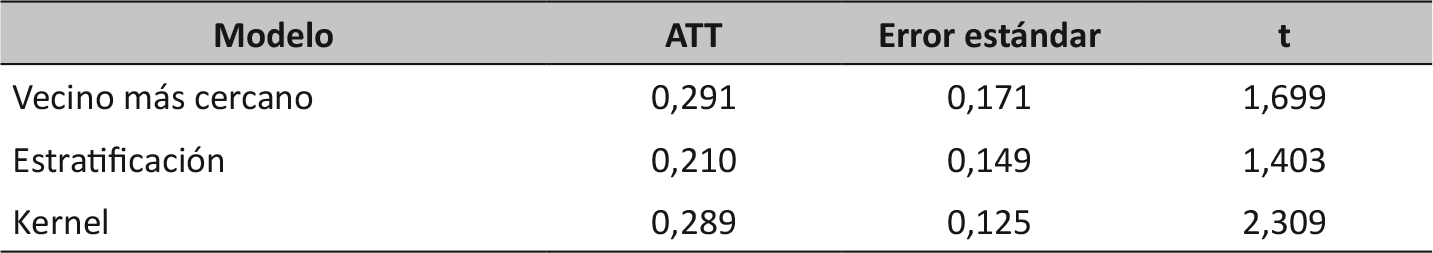 Modelo ATT Error estándar t
Vecino más cercano 0,291 0,171 1,699
Estratificación 0,210 0,149 1,403
Kernel 0,289 0,125 2,309